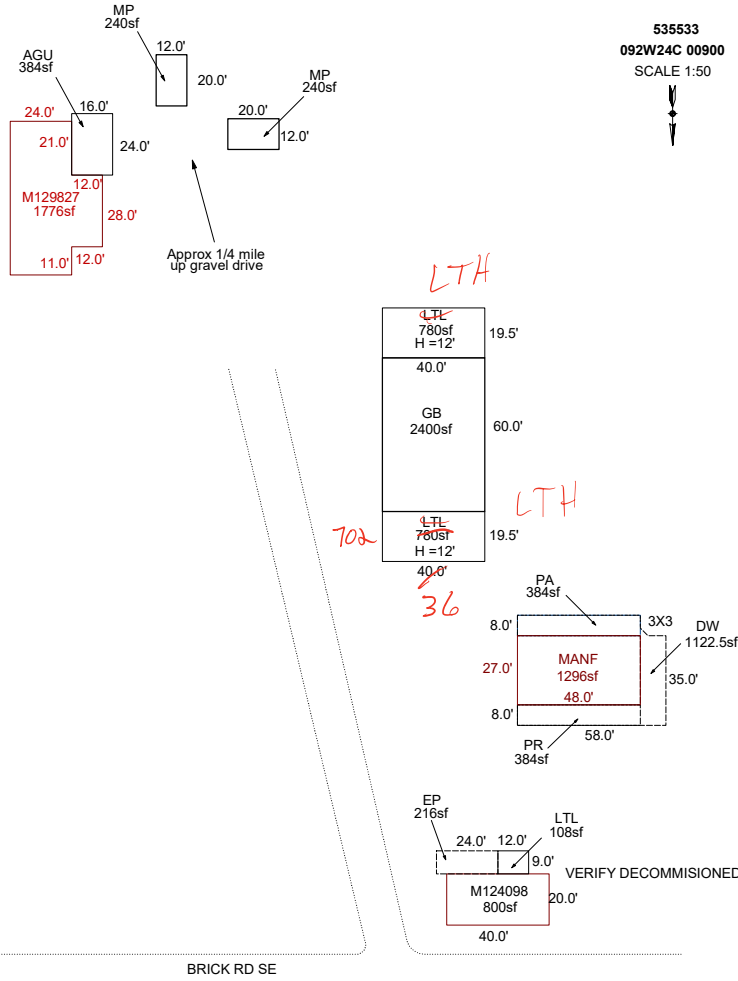 535533
092W24C 00900
SCALE 1:50
N
MP
240sf
12.0'
20.0'
AGU
384sf
16.0'
24.0'
MP
240sf
20.0'
12.0'
24.0'
21.0'
12.0'
M129827
1776sf
28.0'
11.0'
12.0'
Approx 1/4 mile
up gravel drive
LTH
LTL
780sf
H =12'
19.5'
40.0'
GB
2400sf
60.0'
LTH
702
LTL
780sf
H =12'
19.5'
40.0'
36
PA
384sf
8.0'
3X3
DW
1122.5sf
27.0'
MANF
1296sf
48.0'
35.0'
8.0'
58.0'
PR
384sf
EP
216sf
24.0'
12.0'
LTL
108sf
9.0'
VERIFY DECOMMISIONED
M124098
800sf
20.0'
40.0'
BRICK RD SE